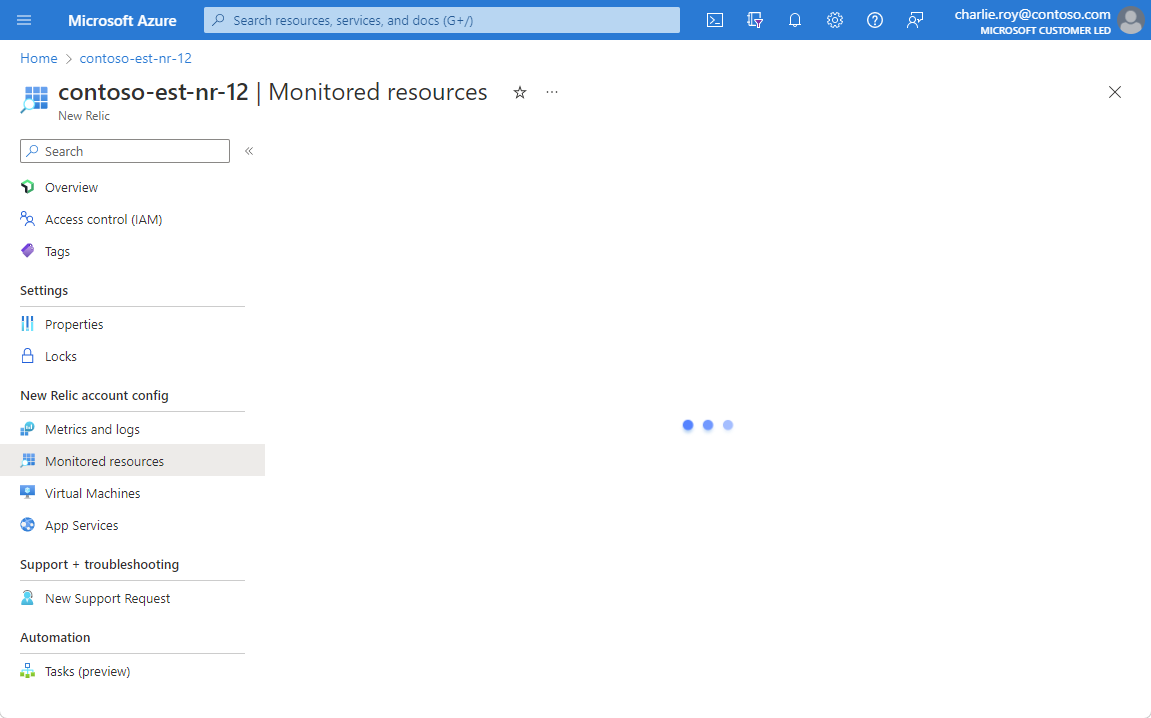 Microsoft Azure
Search resources, services, and docs (G+/)
charlie.roy@contoso.com
MICROSOFT CUSTOMER LED
Home > contoso-est-nr-12
contoso-est-nr-12 | Monitored resources
New Relic
Search
Overview
Access control (IAM)
Tags
Settings
Properties
Locks
New Relic account config
Metrics and logs
Monitored resources
Virtual Machines
App Services
Support + troubleshooting
New Support Request
Automation
Tasks (preview)